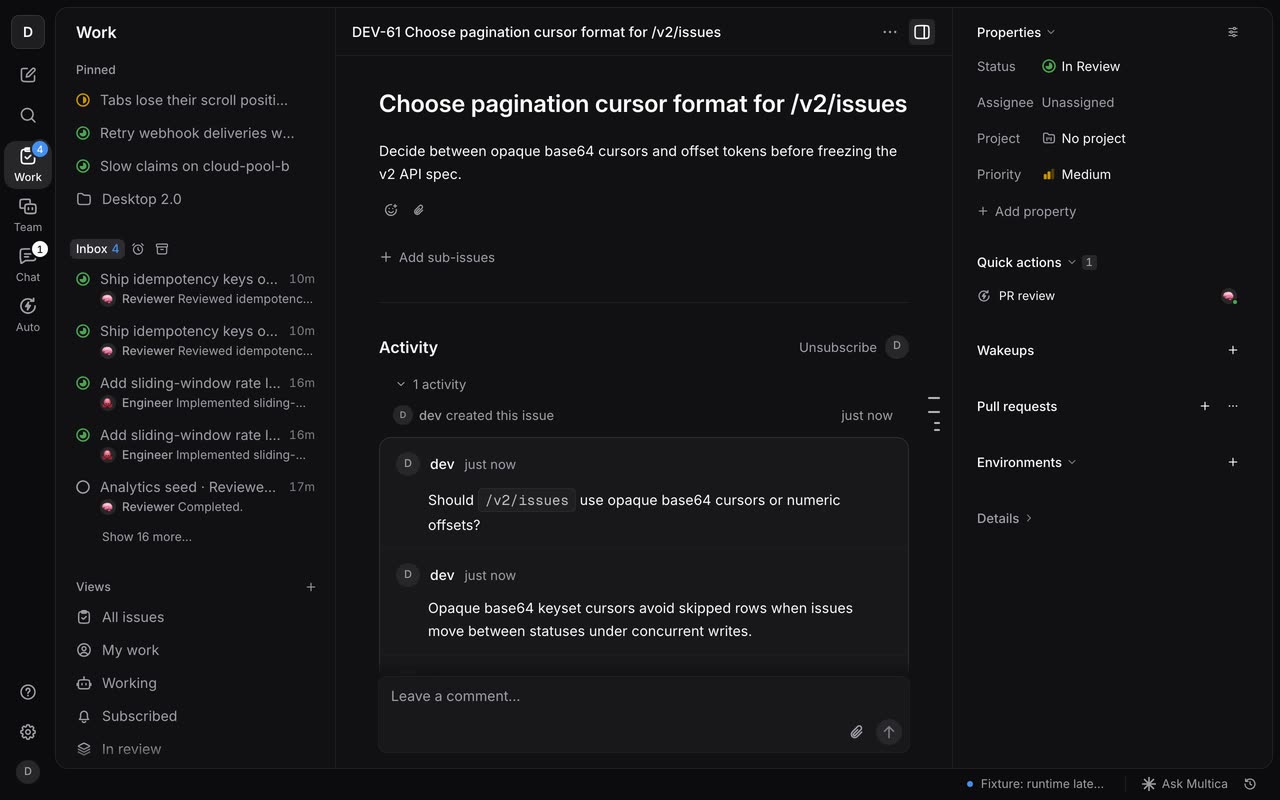 D
Work
4
Team
Chat
1
Auto
D
Work
Pinned
Tabs lose their scroll positi...
Retry webhook deliveries w...
Slow claims on cloud-pool-b
Desktop 2.0
Inbox 4
Ship idempotency keys o... 10m
Reviewer Reviewed idempotenc...
Ship idempotency keys o... 10m
Reviewer Reviewed idempotenc...
Add sliding-window rate l... 16m
Engineer Implemented sliding-...
Add sliding-window rate l... 16m
Engineer Implemented sliding-...
Analytics seed · Reviewe... 17m
Reviewer Completed.
Show 16 more...
Views
All issues
My work
Working
Subscribed
In review
DEV-61 Choose pagination cursor format for /v2/issues
Choose pagination cursor format for /v2/issues
Decide between opaque base64 cursors and offset tokens before freezing the
v2 API spec.
Add sub-issues
Activity
Unsubscribe D
1 activity
D dev created this issue just now
D dev just now
Should /v2/issues use opaque base64 cursors or numeric
offsets?
D dev just now
Opaque base64 keyset cursors avoid skipped rows when issues
move between statuses under concurrent writes.
Leave a comment...
Properties
Status In Review
Assignee Unassigned
Project No project
Priority Medium
Add property
Quick actions 1
PR review
Wakeups
Pull requests
Environments
Details
Fixture: runtime late...
Ask Multica